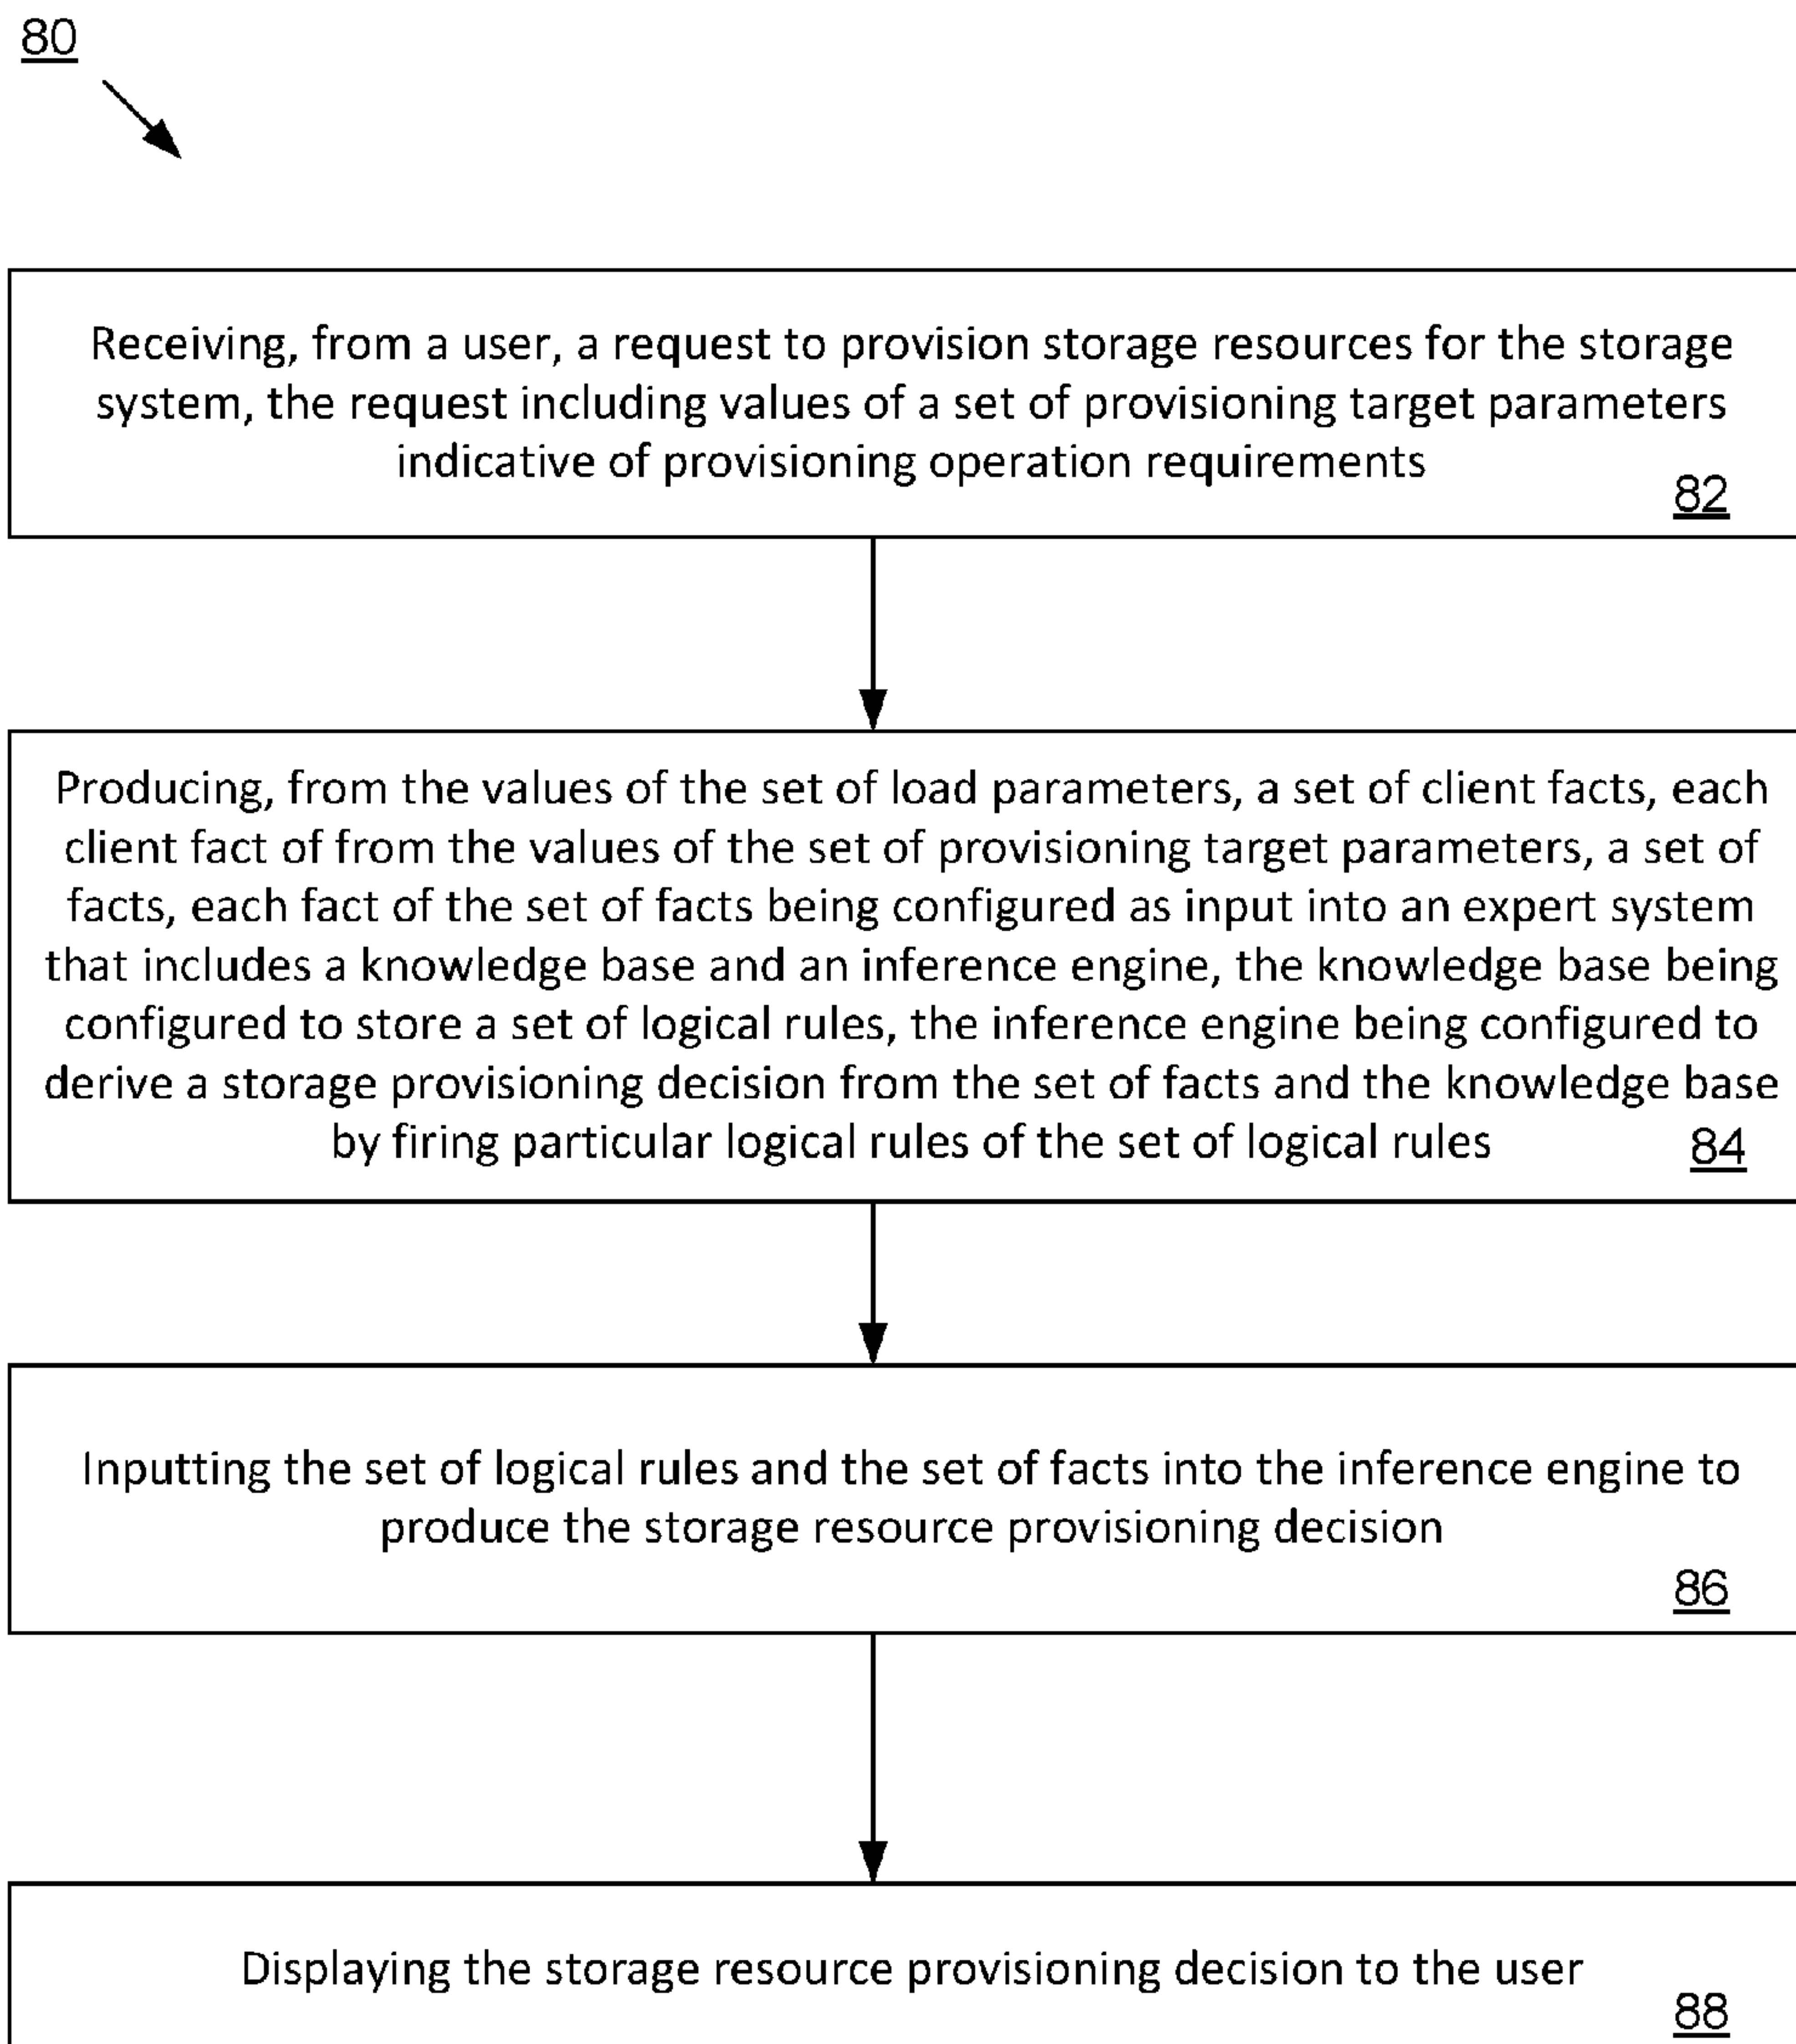 80
Receiving, from a user, a request to provision storage resources for the storage
system, the request including values of a set of provisioning target parameters
indicative of provisioning operation requirements
82
Producing, from the values of the set of load parameters, a set of client facts, each
client fact of from the values of the set of provisioning target parameters, a set of
facts, each fact of the set of facts being configured as input into an expert system
that includes a knowledge base and an inference engine, the knowledge base being
configured to store a set of logical rules, the inference engine being configured to
derive a storage provisioning decision from the set of facts and the knowledge base
by firing particular logical rules of the set of logical rules
84
Inputting the set of logical rules and the set of facts into the inference engine to
produce the storage resource provisioning decision
86
Displaying the storage resource provisioning decision to the user
88